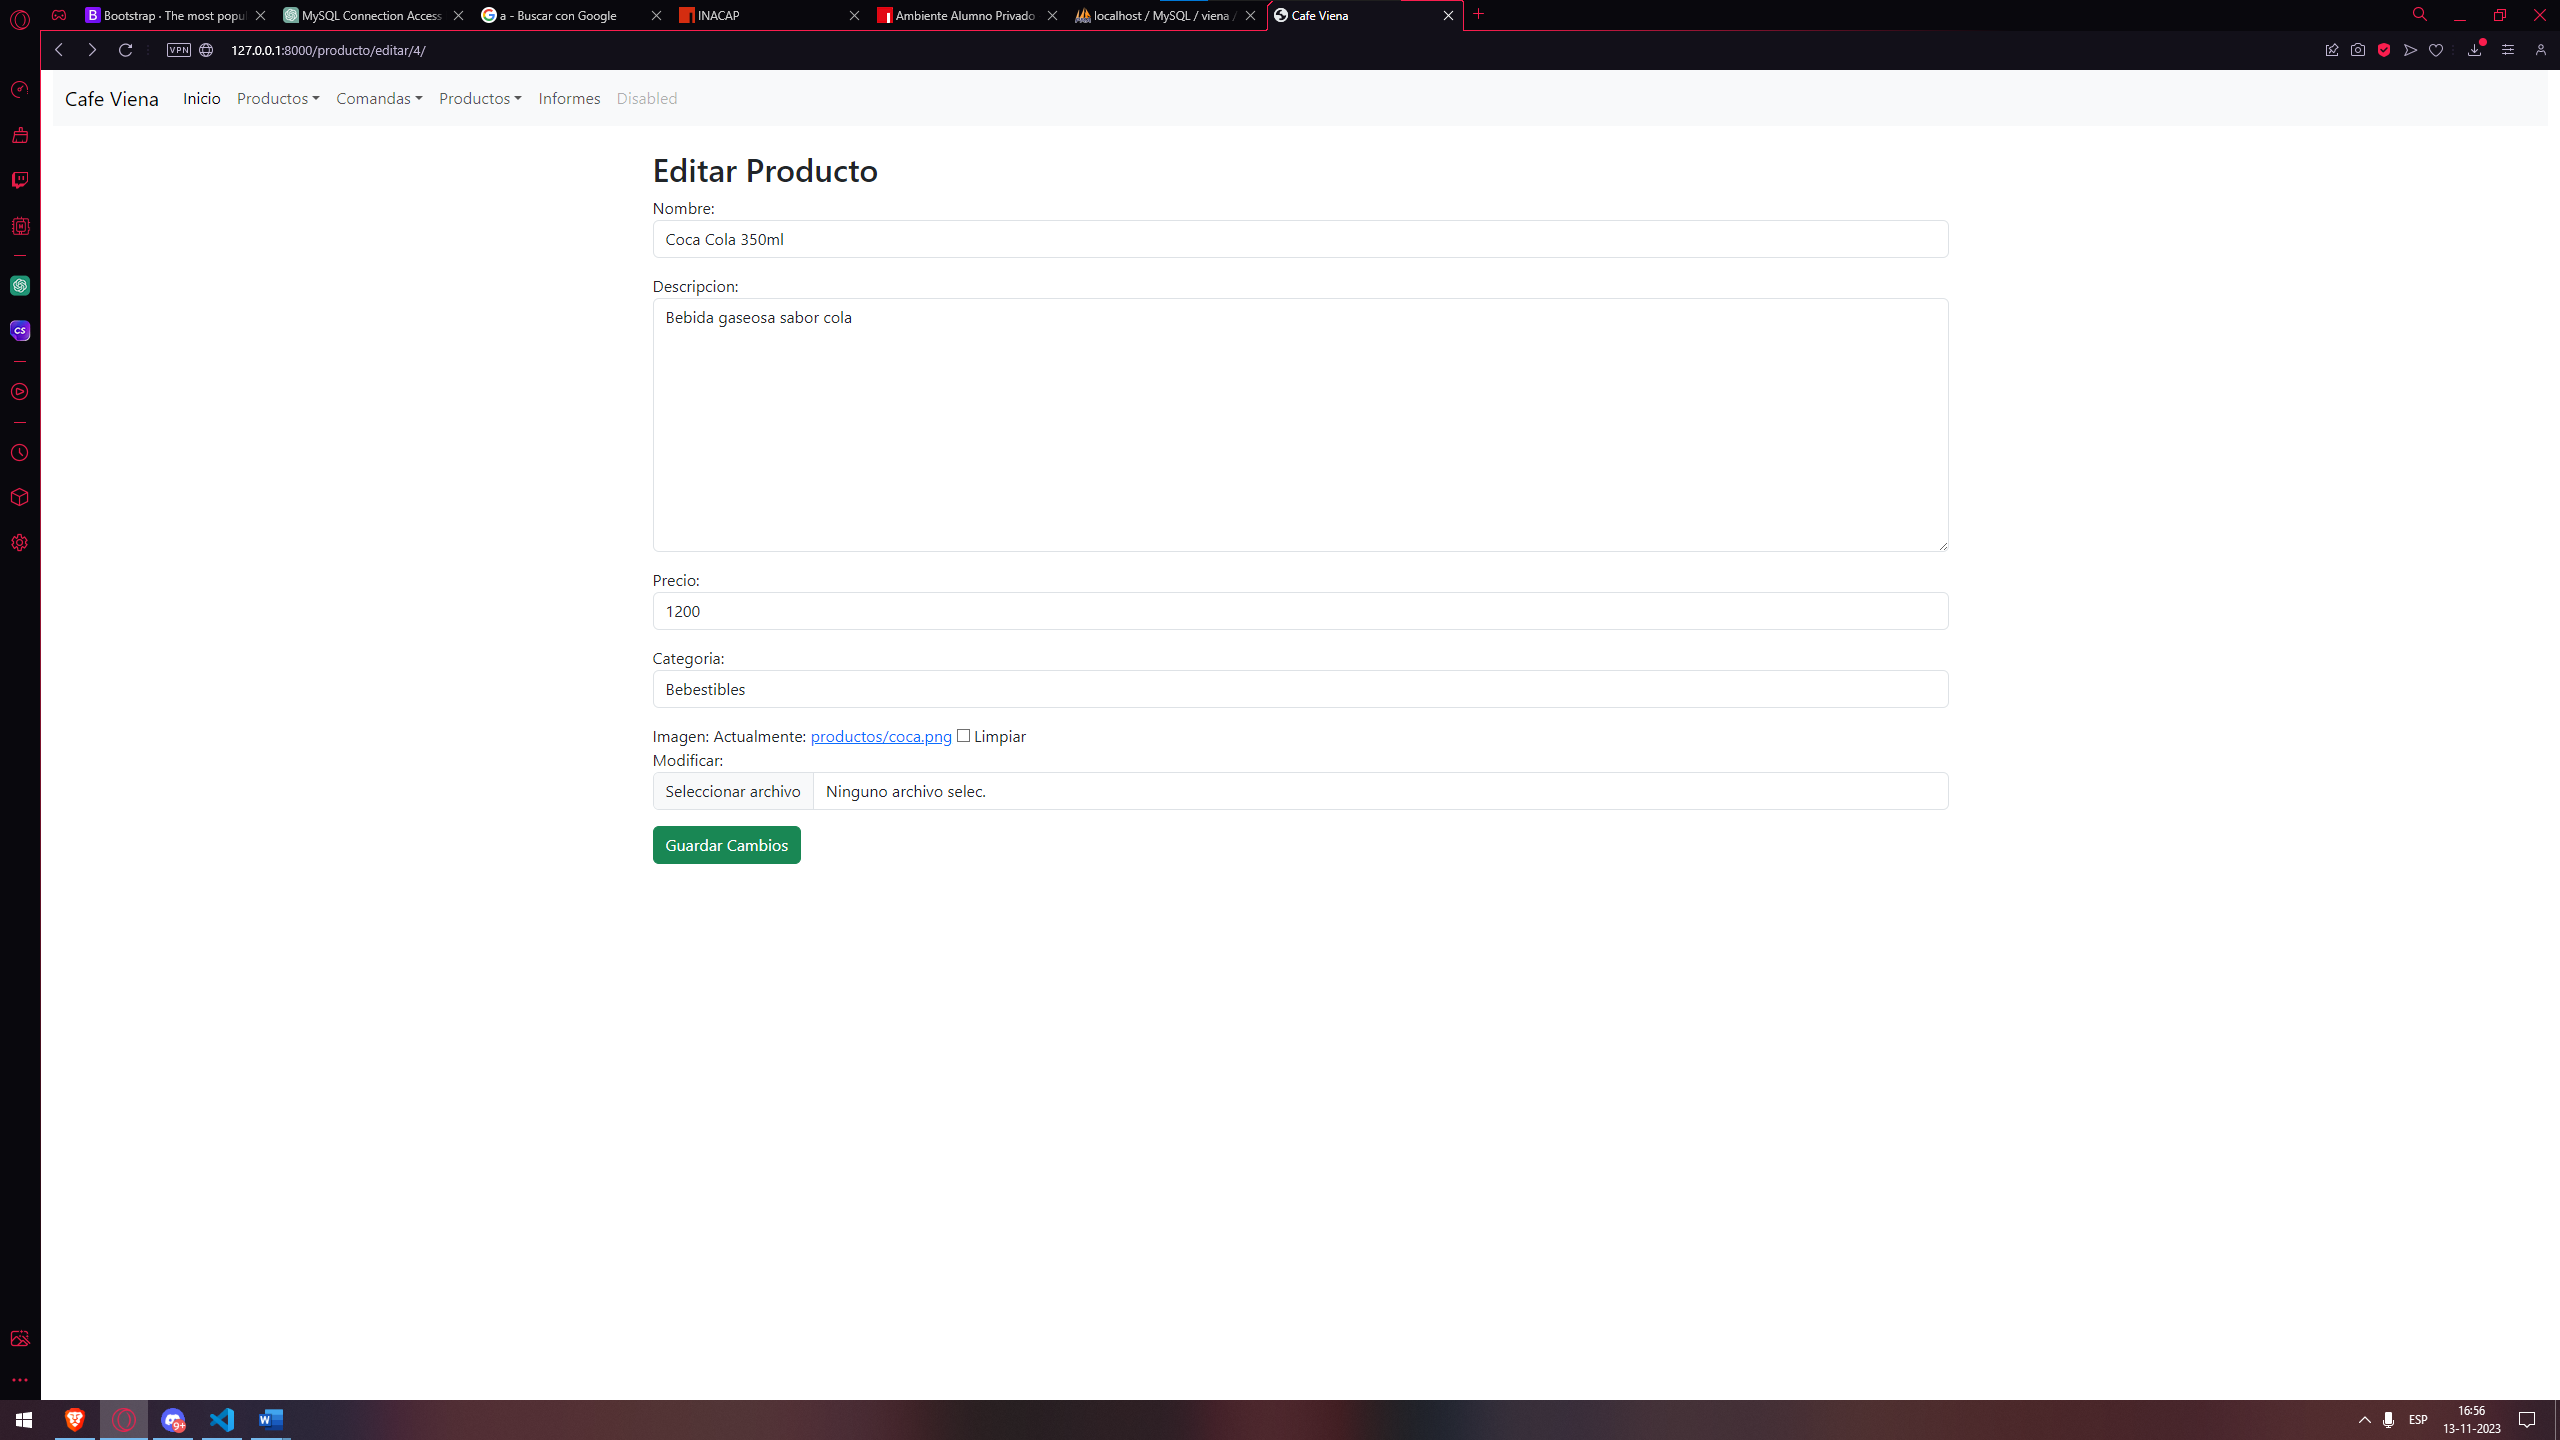 Bootstrap · The most popu
MySQL Connection Access
a - Buscar con Google
INACAP
Ambiente Alumno Privado
localhost / MySQL / viena /
Cafe Viena
VPN
127.0.0.1:8000/producto/editar/4/
Cafe Viena
Inicio
Productos
Comandas
Productos
Informes
Disabled
Editar Producto
Nombre:
Coca Cola 350ml
Descripcion:
Bebida gaseosa sabor cola
Precio:
1200
Categoria:
Bebestibles
Imagen: Actualmente: productos/coca.png Limpiar
Modificar:
Seleccionar archivo Ninguno archivo selec.
Guardar Cambios
CS
9+
ESP
16:56
13-11-2023